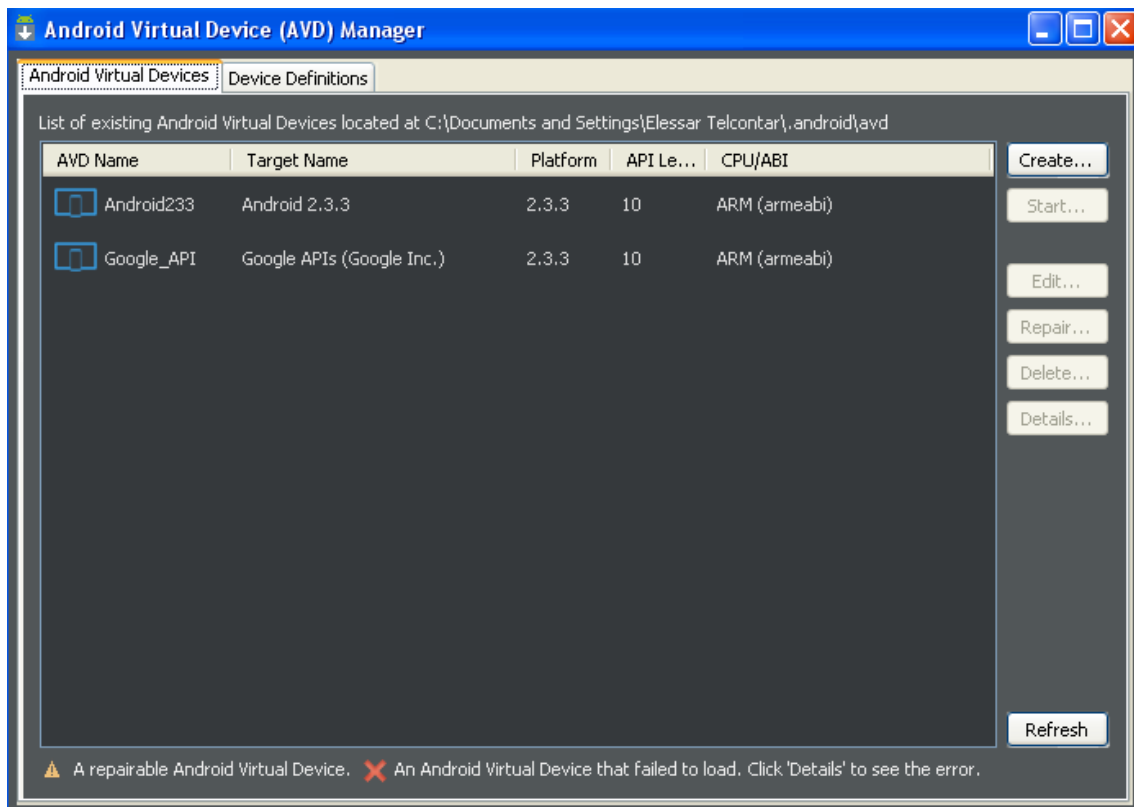 Android Virtual Device (AVD) Manager
Android Virtual Devices Device Definitions
List of existing Android Virtual Devices located at C:\Documents and Settings\Elessar Telcontar\.android\avd
AVD Name Target Name Platform API Le... CPU/ABI Create...
Android233 Android 2.3.3 2.3.3 10 ARM (armeabi) Start...
Google_API Google APIs (Google Inc.) 2.3.3 10 ARM (armeabi)
Edit...
Repair...
Delete...
Details...
Refresh
A repairable Android Virtual Device. An Android Virtual Device that failed to load. Click 'Details' to see the error.